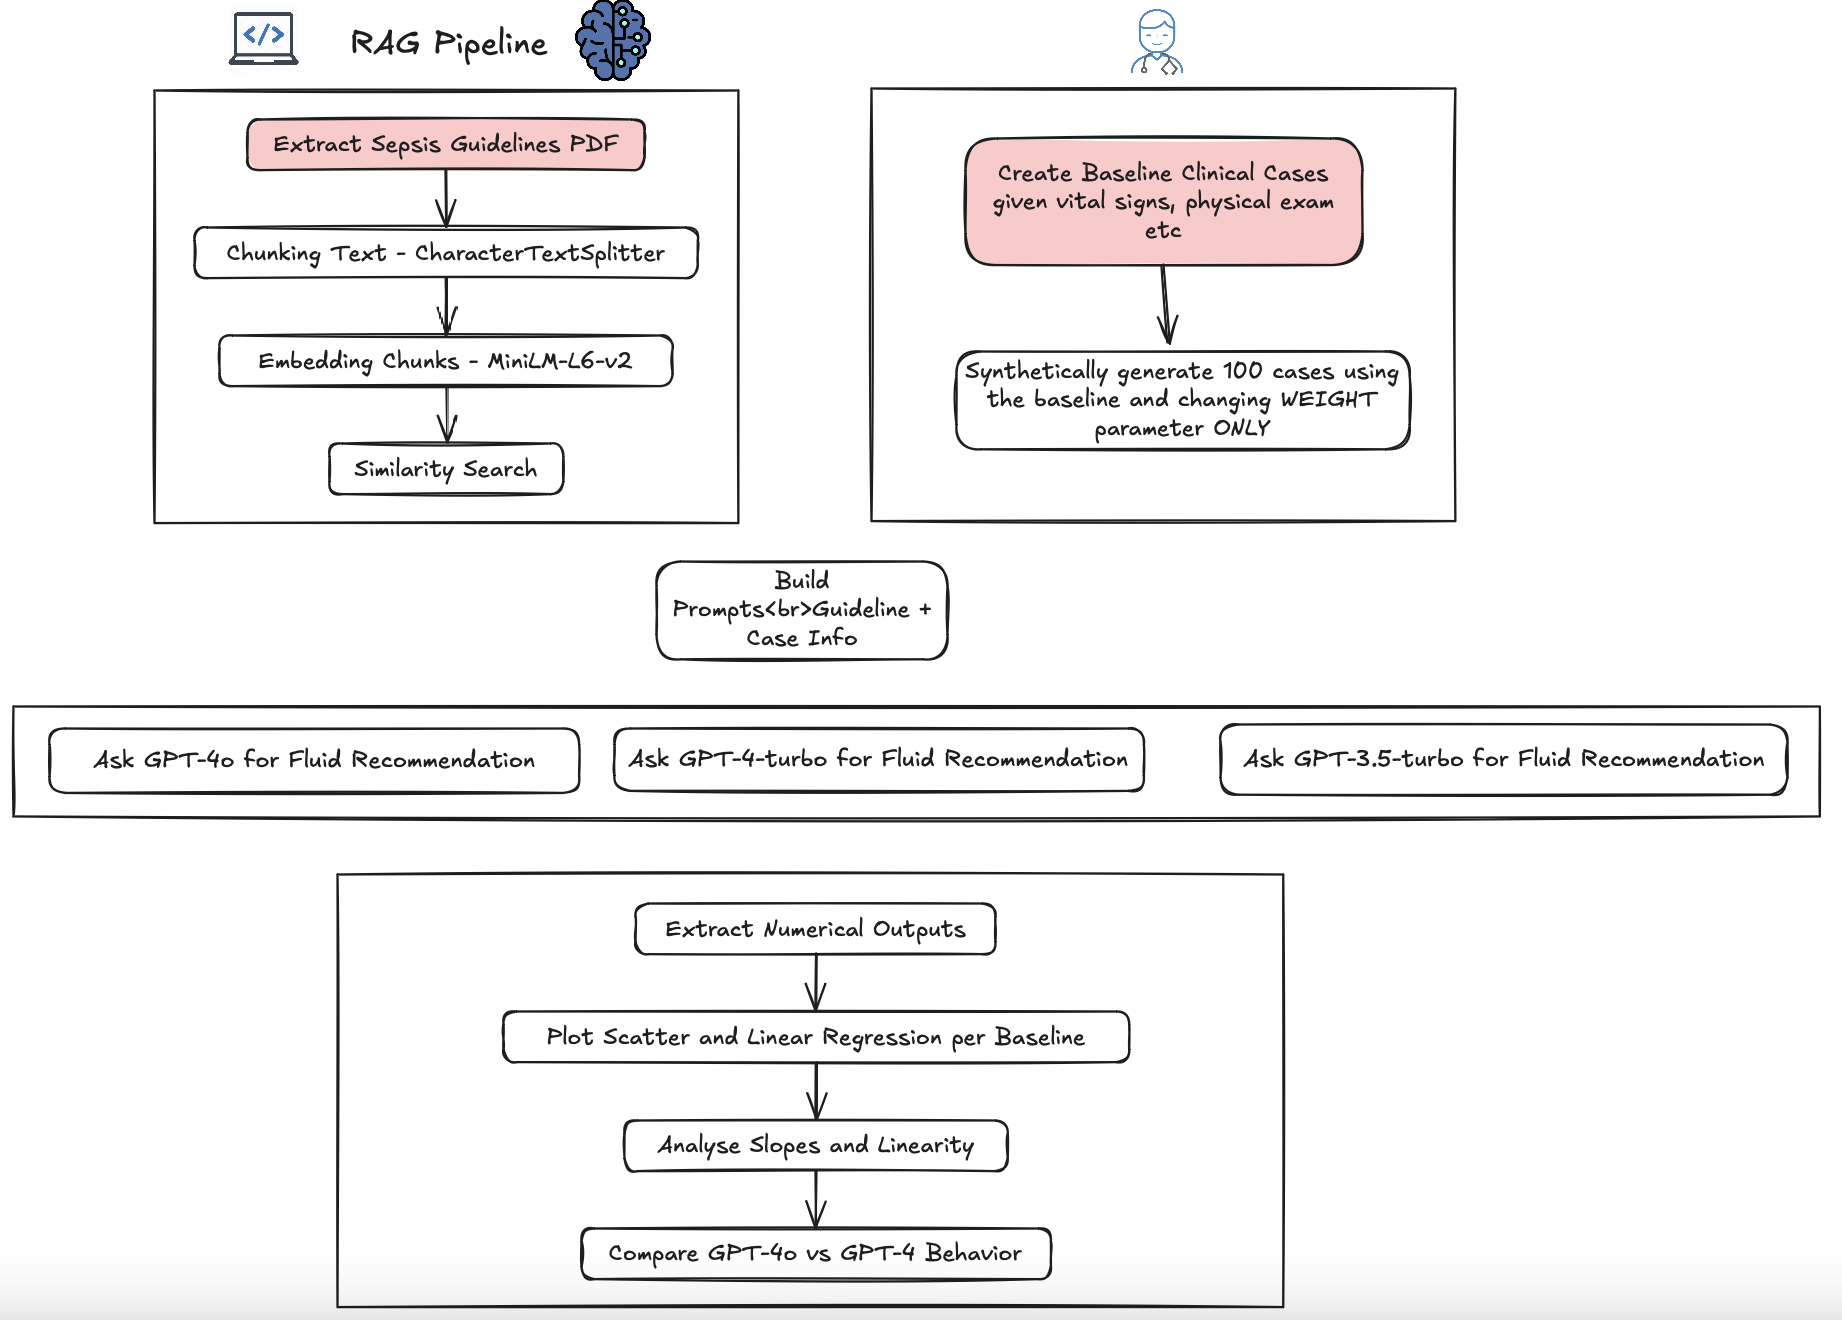 </>
RAG Pipeline
Extract Sepsis Guidelines PDF
Chunking Text - CharacterTextSplitter
Embedding Chunks - MiniLM-L6-v2
Similarity Search
Create Baseline Clinical Cases
given vital signs, physical exam
etc
Synthetically generate 100 cases using
the baseline and changing WEIGHT
parameter ONLY
Build
Prompts<br>Guideline +
Case Info
Ask GPT-4o for Fluid Recommendation
Ask GPT-4-turbo for Fluid Recommendation
Ask GPT-3.5-turbo for Fluid Recommendation
Extract Numerical Outputs
Plot Scatter and Linear Regression per Baseline
Analyse Slopes and Linearity
Compare GPT-4o vs GPT-4 Behavior